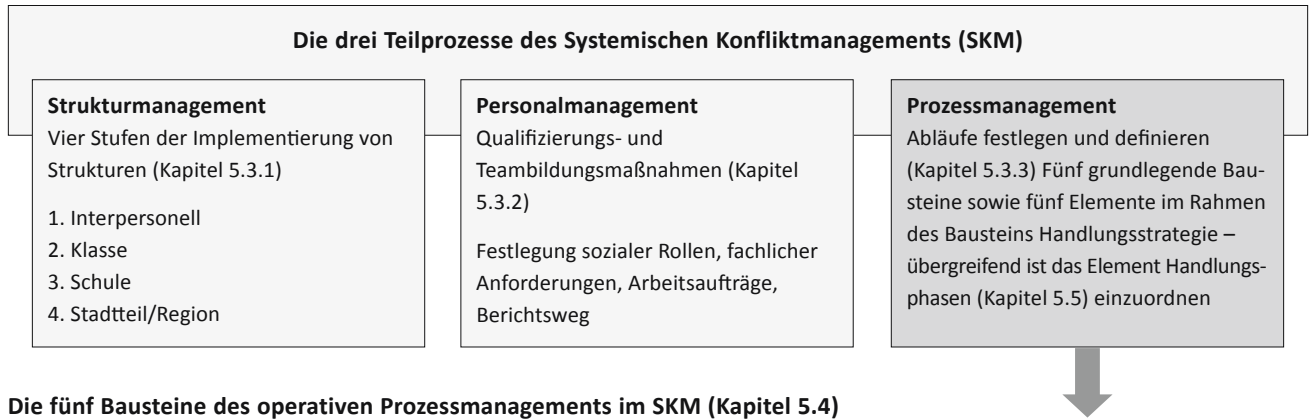 Die drei Teilprozesse des Systemischen Konfliktmanagements (SKM)
Strukturmanagement
Vier Stufen der Implementierung von
Strukturen (Kapitel 5.3.1)
1. Interpersonell
2. Klasse
3. Schule
4. Stadtteil/Region
Personalmanagement
Qualifizierungs- und
Teambildungsmaßnahmen (Kapitel
5.3.2)
Festlegung sozialer Rollen, fachlicher
Anforderungen, Arbeitsaufträge,
Berichtsweg
Prozessmanagement
Abläufe festlegen und definieren
(Kapitel 5.3.3) Fünf grundlegende Bau-
steine sowie fünf Elemente im Rahmen
des Bausteins Handlungsstrategie –
übergreifend ist das Element Handlungs-
phasen (Kapitel 5.5) einzuordnen
Die fünf Bausteine des operativen Prozessmanagements im SKM (Kapitel 5.4)